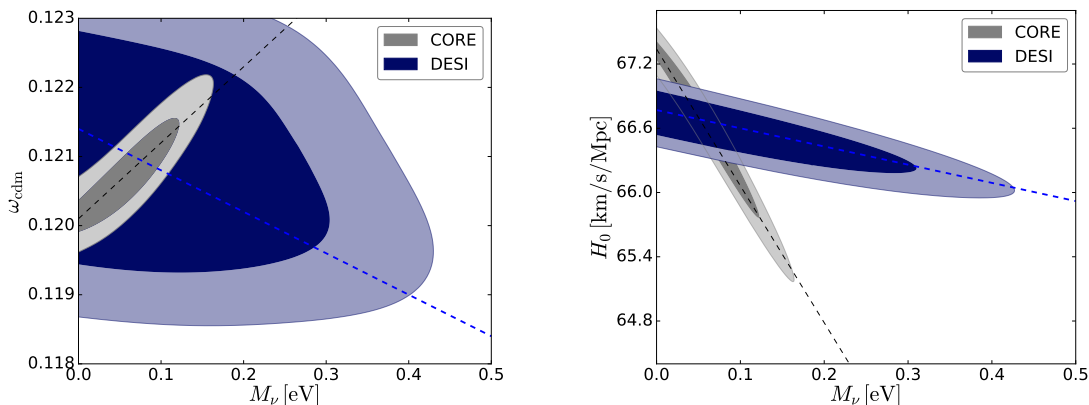 0.123
0.122
0.121
0.120
0.119
0.118
ω_cdm
0.0 0.1 0.2 0.3 0.4 0.5
M_ν [eV]
CORE
DESI
67.2
66.6
66.0
65.4
64.8
H_0 [km/s/Mpc]
0.0 0.1 0.2 0.3 0.4 0.5
M_ν [eV]
CORE
DESI